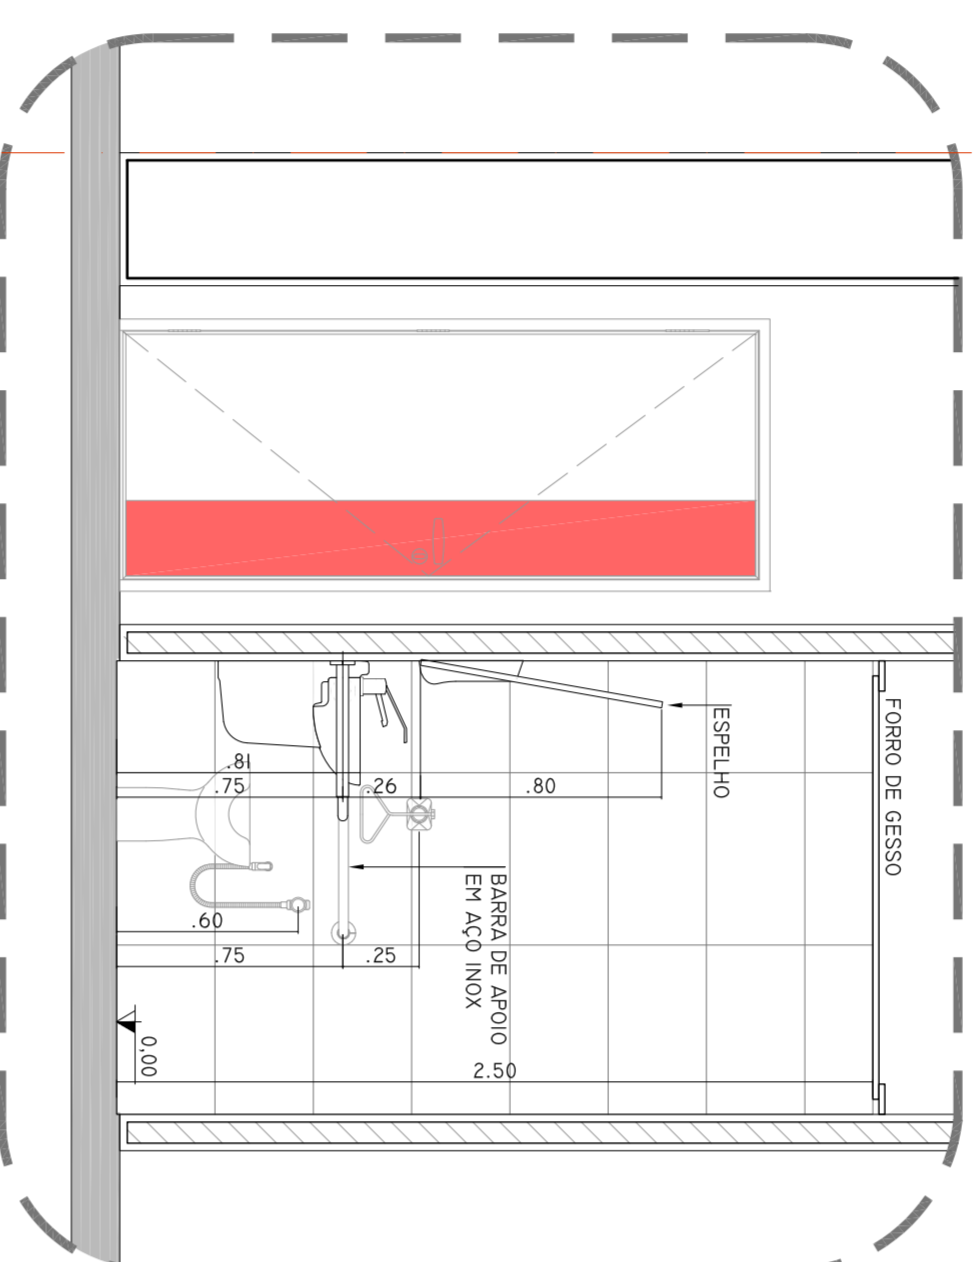 FORRO DE GESSO
ESPELHO
.81
.75
.26
.80
BARRA DE APOIO
EM AÇO INOX
.60
.75
.25
0,00
2.50